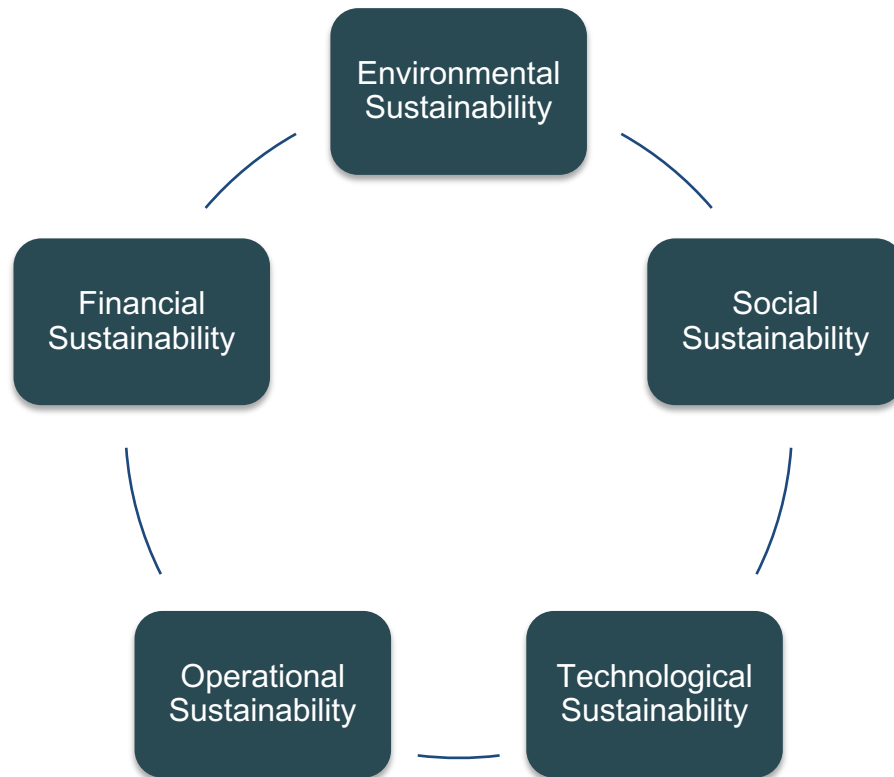 Environmental
Sustainability
Financial
Sustainability
Social
Sustainability
Operational
Sustainability
Technological
Sustainability